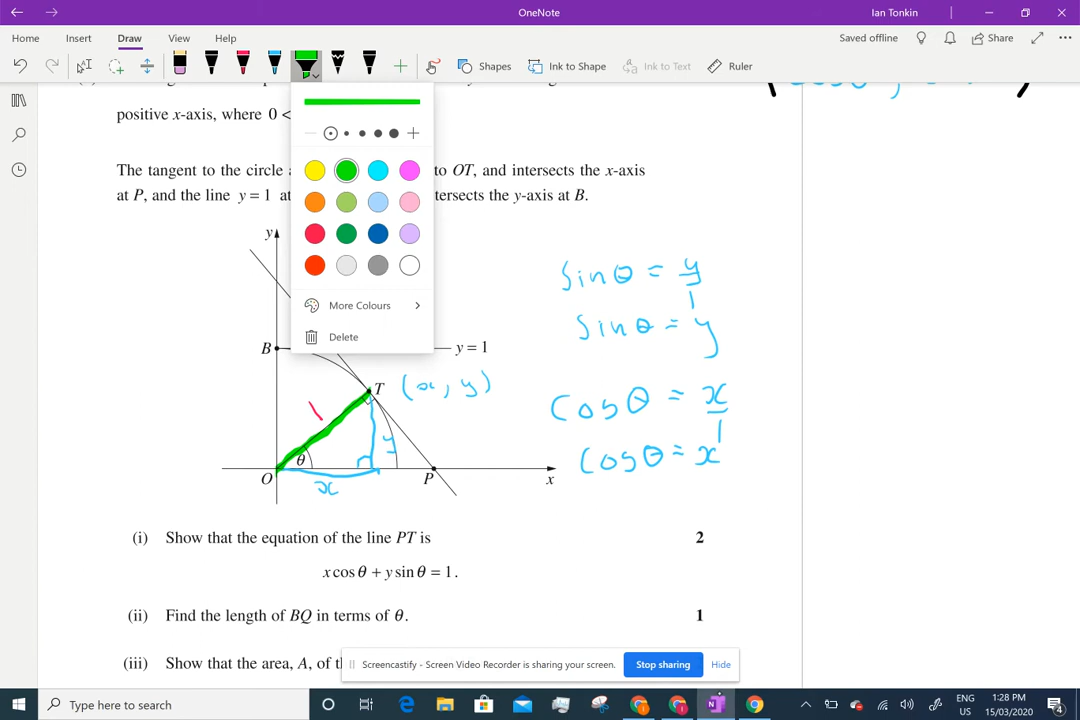 OneNote
Ian Tonkin
Home Insert Draw View Help
Saved offline Share
Shapes Ink to Shape Ink to Text Ruler
positive x-axis, where 0 <
The tangent to the circle to OT, and intersects the x-axis
at P, and the line y = 1 at tersects the y-axis at B.
More Colours
Delete
y
B
y = 1
T (x, y)
1
y
θ
O
x
P
x
sin θ = y/1
sin θ = y
cos θ = x/1
cos θ = x
(i) Show that the equation of the line PT is 2
x cos θ + y sin θ = 1.
(ii) Find the length of BQ in terms of θ. 1
(iii) Show that the area, A, of t
Screencastify - Screen Video Recorder is sharing your screen. Stop sharing Hide
Type here to search
ENG
US
1:28 PM
15/03/2020
4